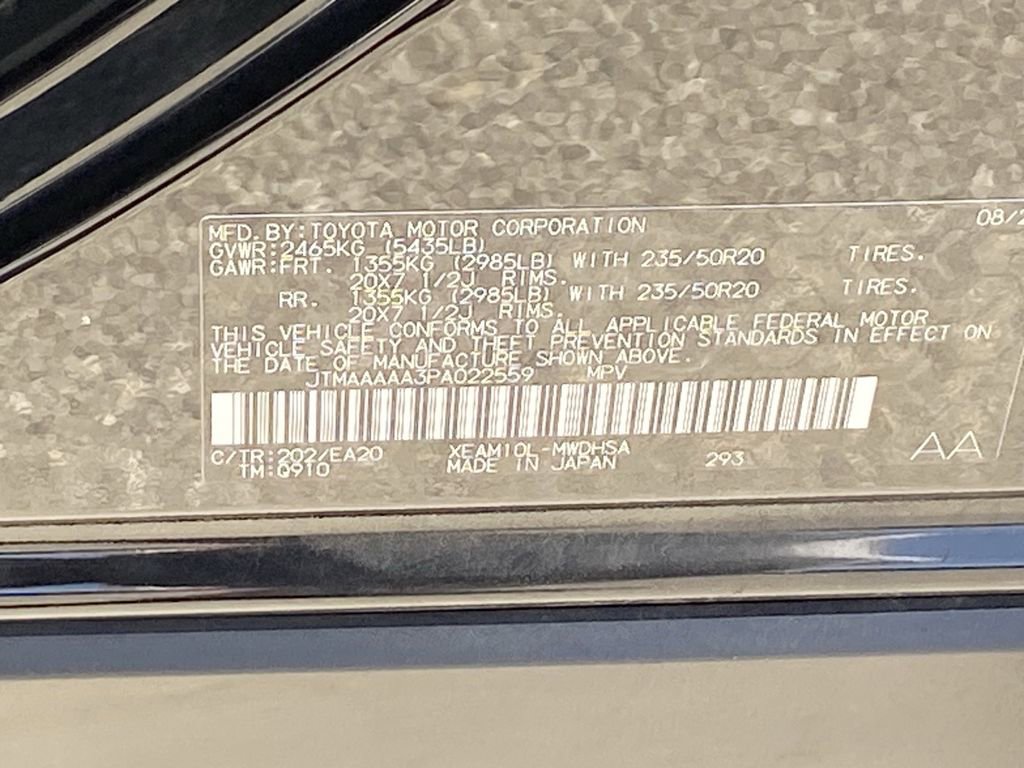 MFD. BY: TOYOTA MOTOR CORPORATION 08/2
GVWR: 2465KG (5435LB)
GAWR: FRT. 1355KG (2985LB) WITH 235/50R20 TIRES.
20X7 1/2J RIMS.
RR. 1355KG (2985LB) WITH 235/50R20 TIRES.
20X7 1/2J RIMS.
THIS VEHICLE CONFORMS TO ALL APPLICABLE FEDERAL MOTOR
VEHICLE SAFETY AND THEFT PREVENTION STANDARDS IN EFFECT ON
THE DATE OF MANUFACTURE SHOWN ABOVE.
JTMAAAAA3PA022559 MPV
C/TR: 202/EA20 XEAM10L-MWDHSA
TM: Q910 MADE IN JAPAN 293 AA